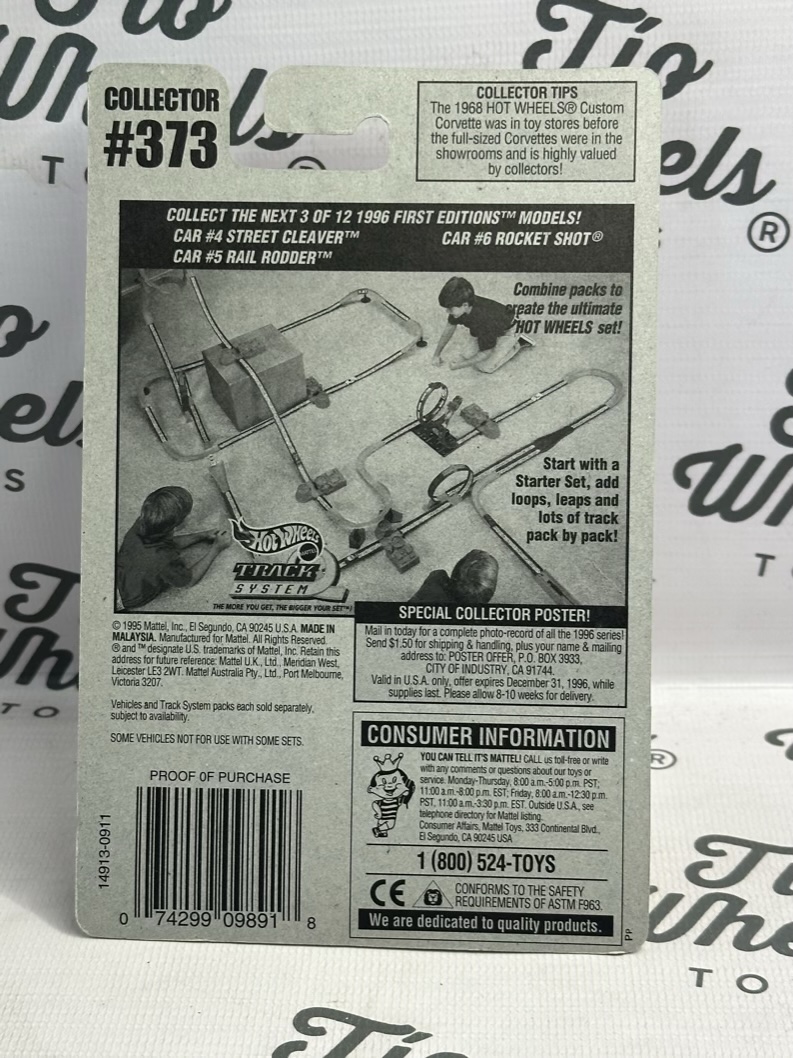 COLLECTOR
#373
COLLECTOR TIPS
The 1968 HOT WHEELS® Custom
Corvette was in toy stores before
the full-sized Corvettes were in the
showrooms and is highly valued
by collectors!
COLLECT THE NEXT 3 OF 12 1996 FIRST EDITIONS™ MODELS!
CAR #4 STREET CLEAVER™
CAR #6 ROCKET SHOT®
CAR #5 RAIL RODDER™
Combine packs to
create the ultimate
HOT WHEELS set!
Start with a
Starter Set, add
loops, leaps and
lots of track
pack by pack!
Hot Wheels
TRACK
SYSTEM
THE MORE YOU GET, THE BIGGER YOUR SET™!
© 1995 Mattel, Inc., El Segundo, CA 90245 U.S.A. MADE IN
MALAYSIA. Manufactured for Mattel. All Rights Reserved.
® and ™ designate U.S. trademarks of Mattel, Inc. Retain this
address for future reference: Mattel U.K., Ltd., Meridian West,
Leicester LE3 2WT. Mattel Australia Pty., Ltd., Port Melbourne,
Victoria 3207.
Vehicles and Track System packs each sold separately,
subject to availability.
SOME VEHICLES NOT FOR USE WITH SOME SETS.
SPECIAL COLLECTOR POSTER!
Mail in today for a complete photo-record of all the 1996 series!
Send $1.50 for shipping & handling, plus your name & mailing
address to: POSTER OFFER, P.O. BOX 3933,
CITY OF INDUSTRY, CA 91744.
Valid in U.S.A. only, offer expires December 31, 1996, while
supplies last. Please allow 8-10 weeks for delivery.
CONSUMER INFORMATION
YOU CAN TELL IT'S MATTEL! CALL us toll-free or write
with any comments or questions about our toys or
service. Monday-Thursday, 8:00 a.m.-5:00 p.m. PST;
11:00 a.m.-8:00 p.m. EST; Friday, 8:00 a.m.-12:30 p.m.
PST, 11:00 a.m.-3:30 p.m. EST. Outside U.S.A., see
telephone directory for Mattel listing.
Consumer Affairs, Mattel Toys, 333 Continental Blvd.,
El Segundo, CA 90245 USA
1 (800) 524-TOYS
CE
CONFORMS TO THE SAFETY
REQUIREMENTS OF ASTM F963.
We are dedicated to quality products.
PP
PROOF OF PURCHASE
14913-0911
0 74299 09891 8
Tío
Wheels
®
TO